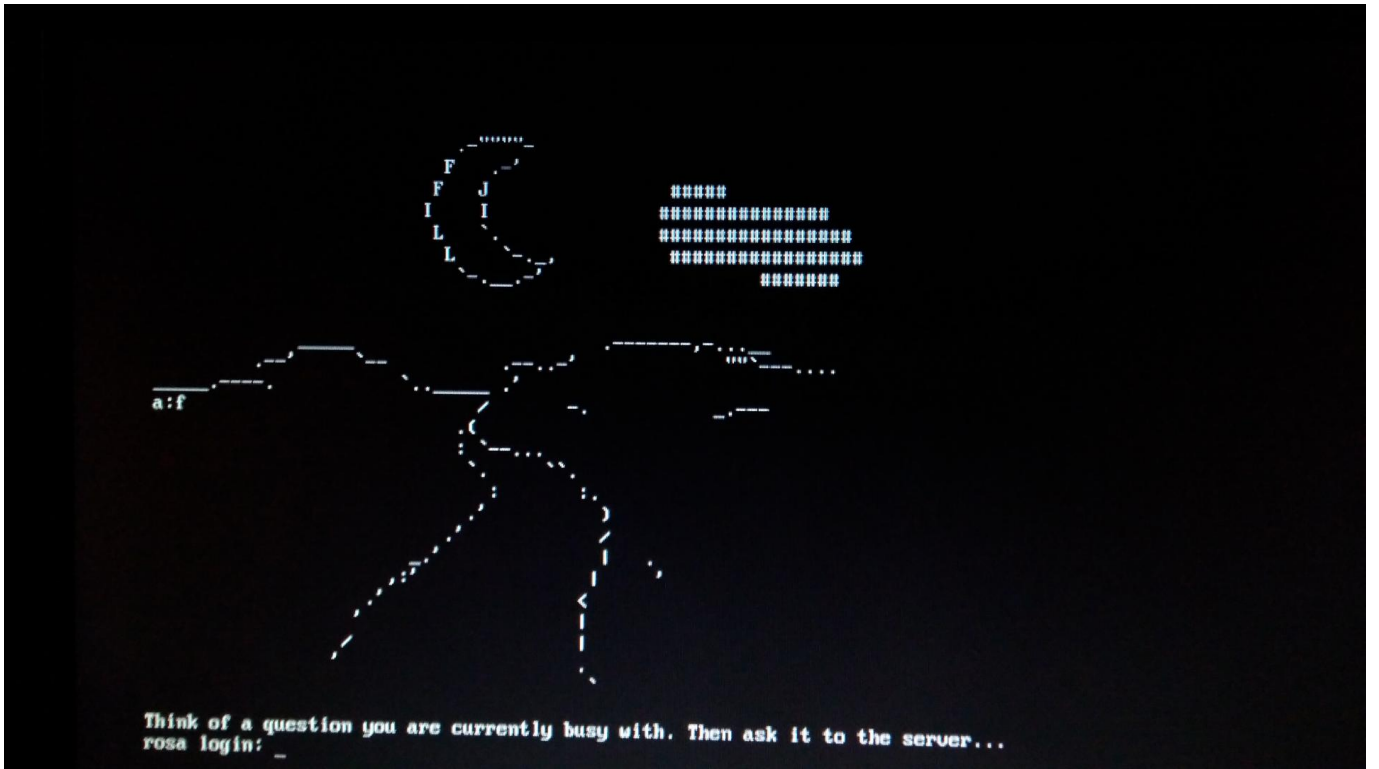 F
F J
I I
L
L
a:f
Think of a question you are currently busy with. Then ask it to the server...
rosa login: _